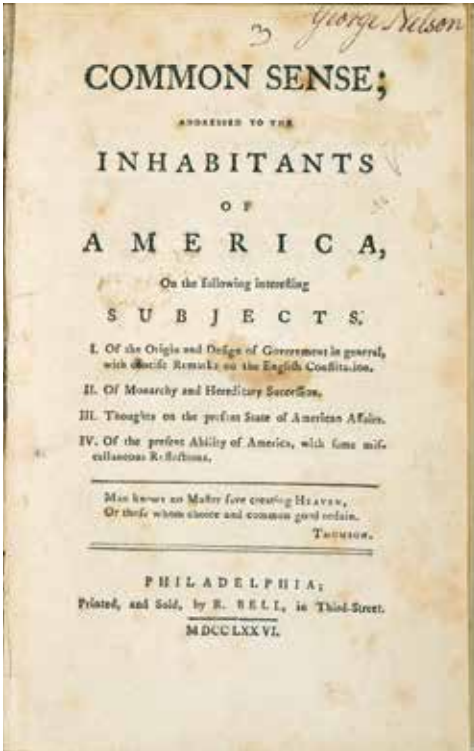 3 George Nelson
COMMON SENSE;
ADDRESSED TO THE
INHABITANTS
OF
AMERICA,
On the following interesting
SUBJECTS.
I. Of the Origin and Design of Government in general,
with concise Remarks on the English Constitution.
II. Of Monarchy and Hereditary Succession.
III. Thoughts on the present State of American Affairs.
IV. Of the present Ability of America, with some mis-
cellaneous Reflections.
Man knows no Master save creating HEAVEN,
Or those whom choice and common good ordain.
THOMSON.
PHILADELPHIA;
Printed, and Sold, by R. BELL, in Third-Street.
MDCCLXXVI.